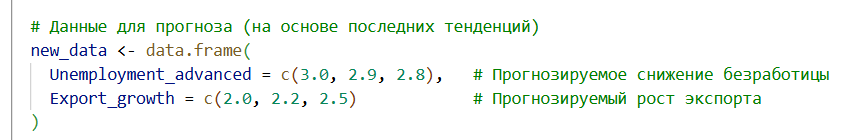 # Данные для прогноза (на основе последних тенденций)
new_data <- data.frame(
Unemployment_advanced = c(3.0, 2.9, 2.8), # Прогнозируемое снижение безработицы
Export_growth = c(2.0, 2.2, 2.5) # Прогнозируемый рост экспорта
)